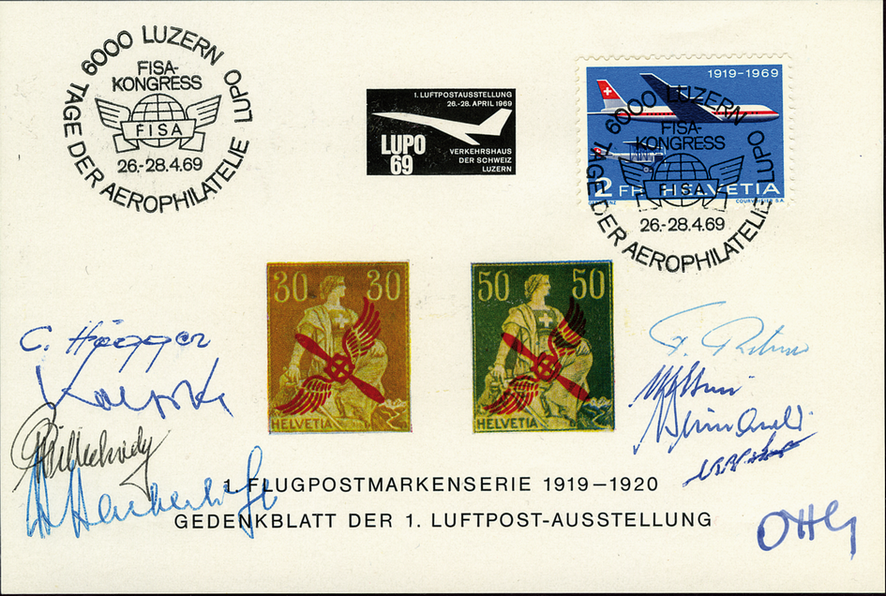 6000 LUZERN
FISA-
KONGRESS
FISA
26.-28.4.69
TAGE DER AEROPHILATELIE LUPO
1. LUFTPOSTAUSSTELLUNG
26.-28. APRIL 1969
LUPO
69
VERKEHRSHAUS
DER SCHWEIZ
LUZERN
1919-1969
2 FR HELVETIA
COURVOISIER S.A.
6000 LUZERN
FISA-
KONGRESS
FISA
26.-28.4.69
TAGE DER AEROPHILATELIE LUPO
30 30
HELVETIA
50 50
HELVETIA
C. Högger
1. FLUGPOSTMARKENSERIE 1919–1920
GEDENKBLATT DER 1. LUFTPOST-AUSSTELLUNG